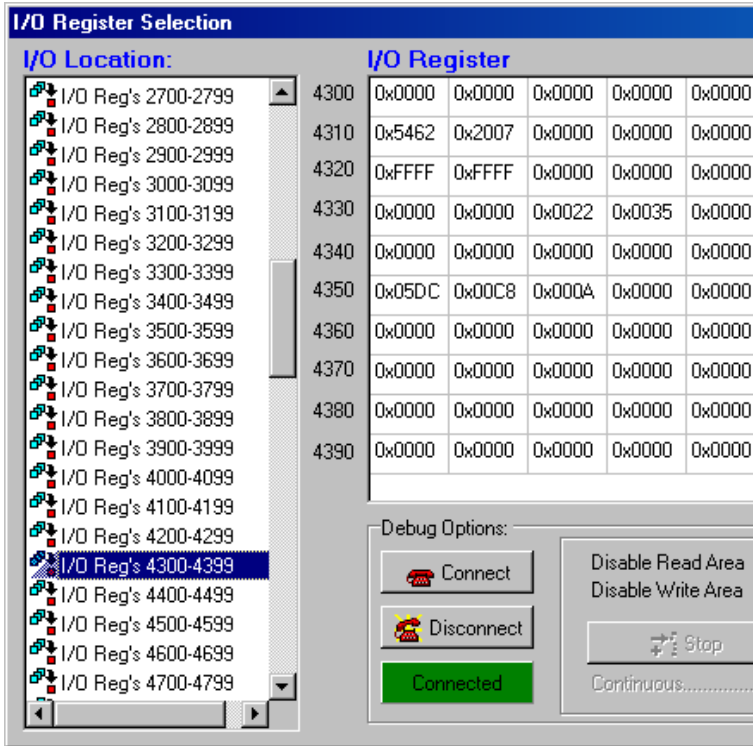 I/O Register Selection
I/O Location:
I/O Reg's 2700-2799
I/O Reg's 2800-2899
I/O Reg's 2900-2999
I/O Reg's 3000-3099
I/O Reg's 3100-3199
I/O Reg's 3200-3299
I/O Reg's 3300-3399
I/O Reg's 3400-3499
I/O Reg's 3500-3599
I/O Reg's 3600-3699
I/O Reg's 3700-3799
I/O Reg's 3800-3899
I/O Reg's 3900-3999
I/O Reg's 4000-4099
I/O Reg's 4100-4199
I/O Reg's 4200-4299
I/O Reg's 4300-4399
I/O Reg's 4400-4499
I/O Reg's 4500-4599
I/O Reg's 4600-4699
I/O Reg's 4700-4799
I/O Register
4300 0x0000 0x0000 0x0000 0x0000 0x0000
4310 0x5462 0x2007 0x0000 0x0000 0x0000
4320 0xFFFF 0xFFFF 0x0000 0x0000 0x0000
4330 0x0000 0x0000 0x0022 0x0035 0x0000
4340 0x0000 0x0000 0x0000 0x0000 0x0000
4350 0x05DC 0x00C8 0x000A 0x0000 0x0000
4360 0x0000 0x0000 0x0000 0x0000 0x0000
4370 0x0000 0x0000 0x0000 0x0000 0x0000
4380 0x0000 0x0000 0x0000 0x0000 0x0000
4390 0x0000 0x0000 0x0000 0x0000 0x0000
Debug Options:
Connect
Disconnect
Connected
Disable Read Area
Disable Write Area
Stop
Continuous.............